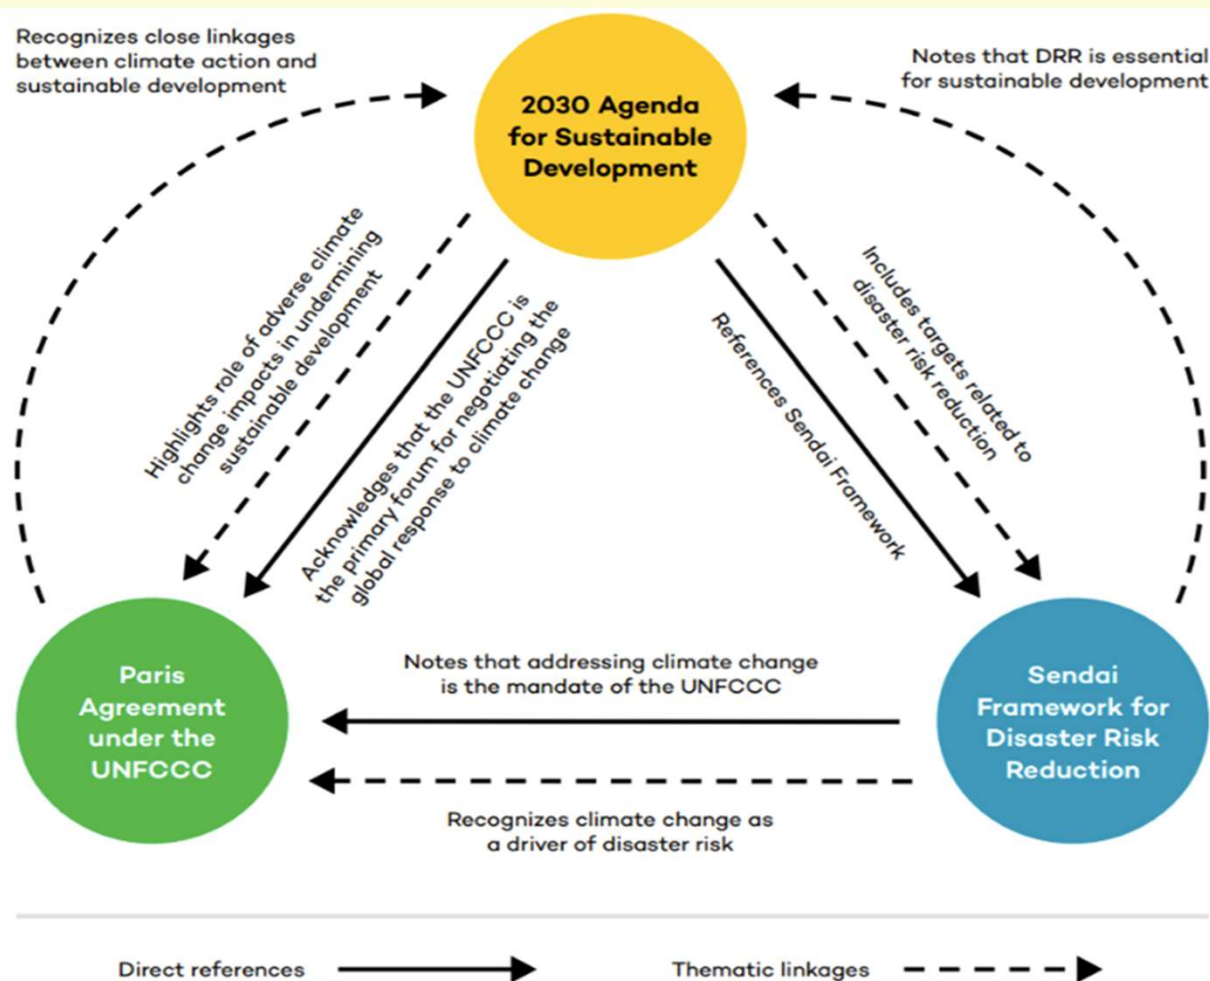 Recognizes close linkages
between climate action and
sustainable development
Notes that DRR is essential
for sustainable development
2030 Agenda
for Sustainable
Development
Highlights role of adverse climate
change impacts in undermining
sustainable development
Acknowledges that the UNFCCC is
the primary forum for negotiating the
global response to climate change
References Sendai Framework
Includes targets related to
disaster risk reduction
Paris
Agreement
under the
UNFCCC
Notes that addressing climate change
is the mandate of the UNFCCC
Recognizes climate change as
a driver of disaster risk
Sendai
Framework for
Disaster Risk
Reduction
Direct references
Thematic linkages